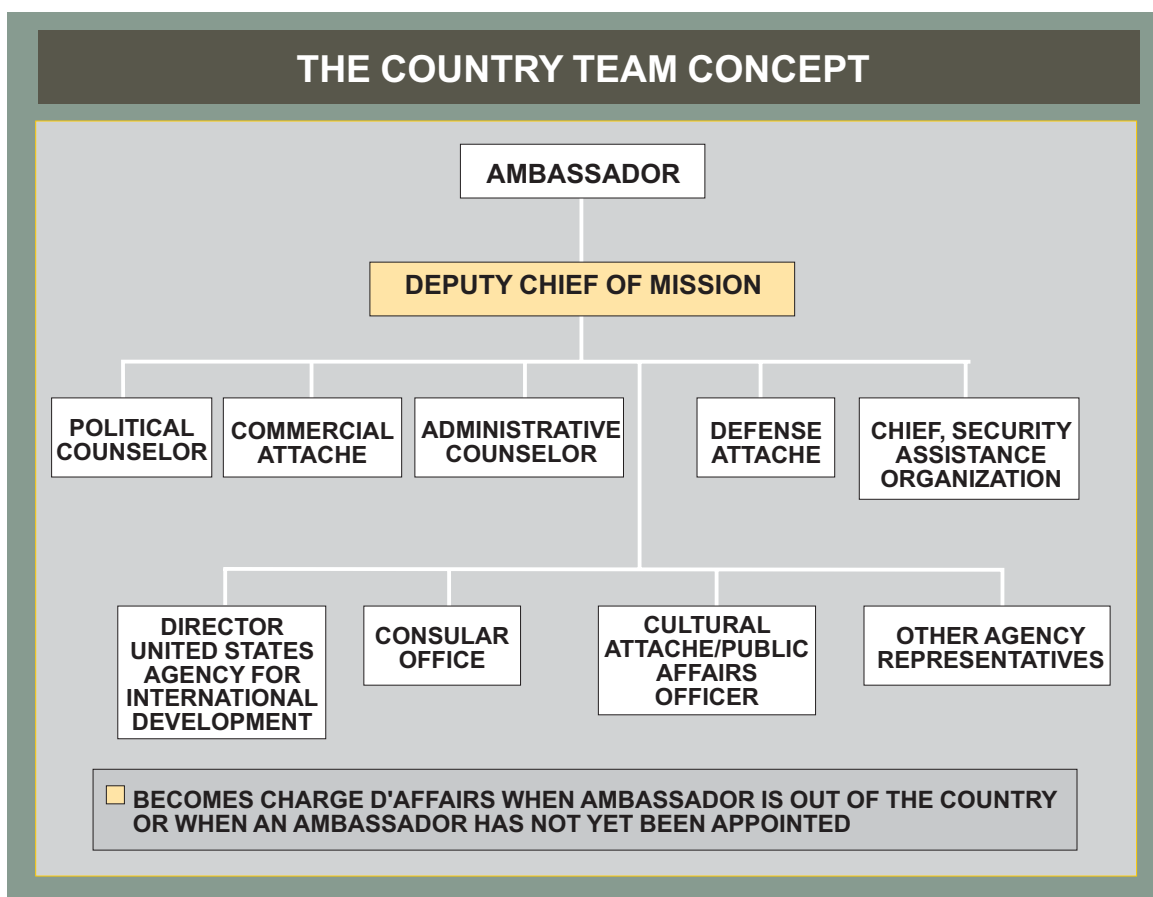 THE COUNTRY TEAM CONCEPT
AMBASSADOR
DEPUTY CHIEF OF MISSION
POLITICAL
COUNSELOR
COMMERCIAL
ATTACHE
ADMINISTRATIVE
COUNSELOR
DEFENSE
ATTACHE
CHIEF, SECURITY
ASSISTANCE
ORGANIZATION
DIRECTOR
UNITED STATES
AGENCY FOR
INTERNATIONAL
DEVELOPMENT
CONSULAR
OFFICE
CULTURAL
ATTACHE/PUBLIC
AFFAIRS
OFFICER
OTHER AGENCY
REPRESENTATIVES
BECOMES CHARGE D'AFFAIRS WHEN AMBASSADOR IS OUT OF THE COUNTRY
OR WHEN AN AMBASSADOR HAS NOT YET BEEN APPOINTED